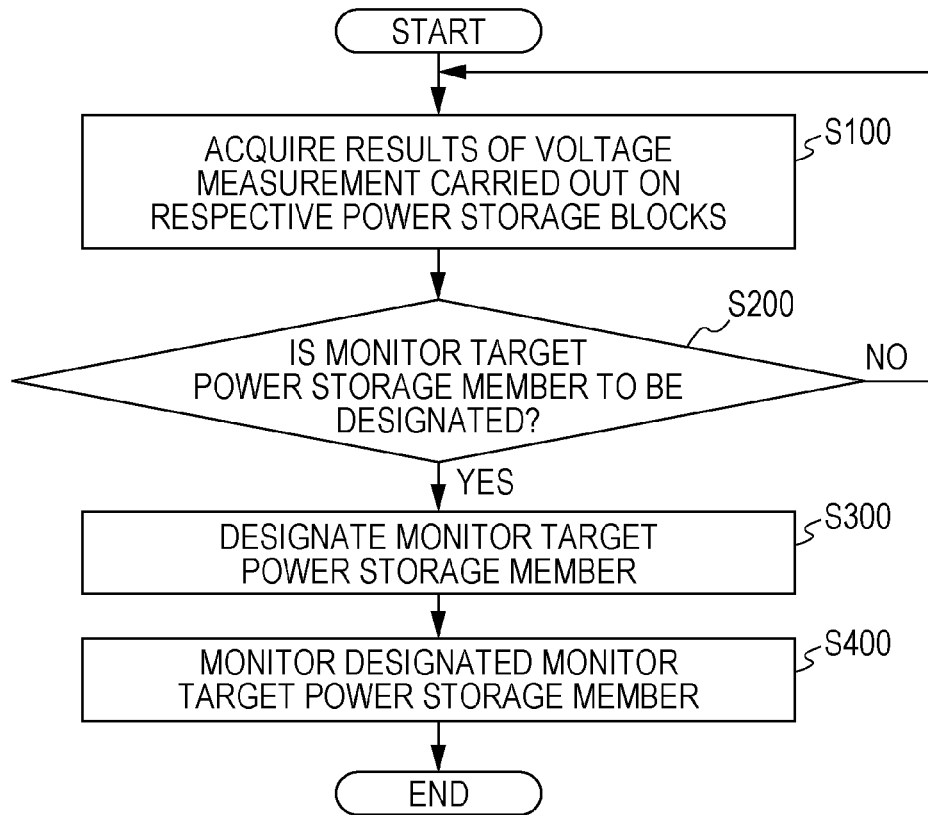 START
ACQUIRE RESULTS OF VOLTAGE
MEASUREMENT CARRIED OUT ON
RESPECTIVE POWER STORAGE BLOCKS
S100
S200
IS MONITOR TARGET
POWER STORAGE MEMBER TO BE
DESIGNATED?
NO
YES
DESIGNATE MONITOR TARGET
POWER STORAGE MEMBER
S300
MONITOR DESIGNATED MONITOR
TARGET POWER STORAGE MEMBER
S400
END